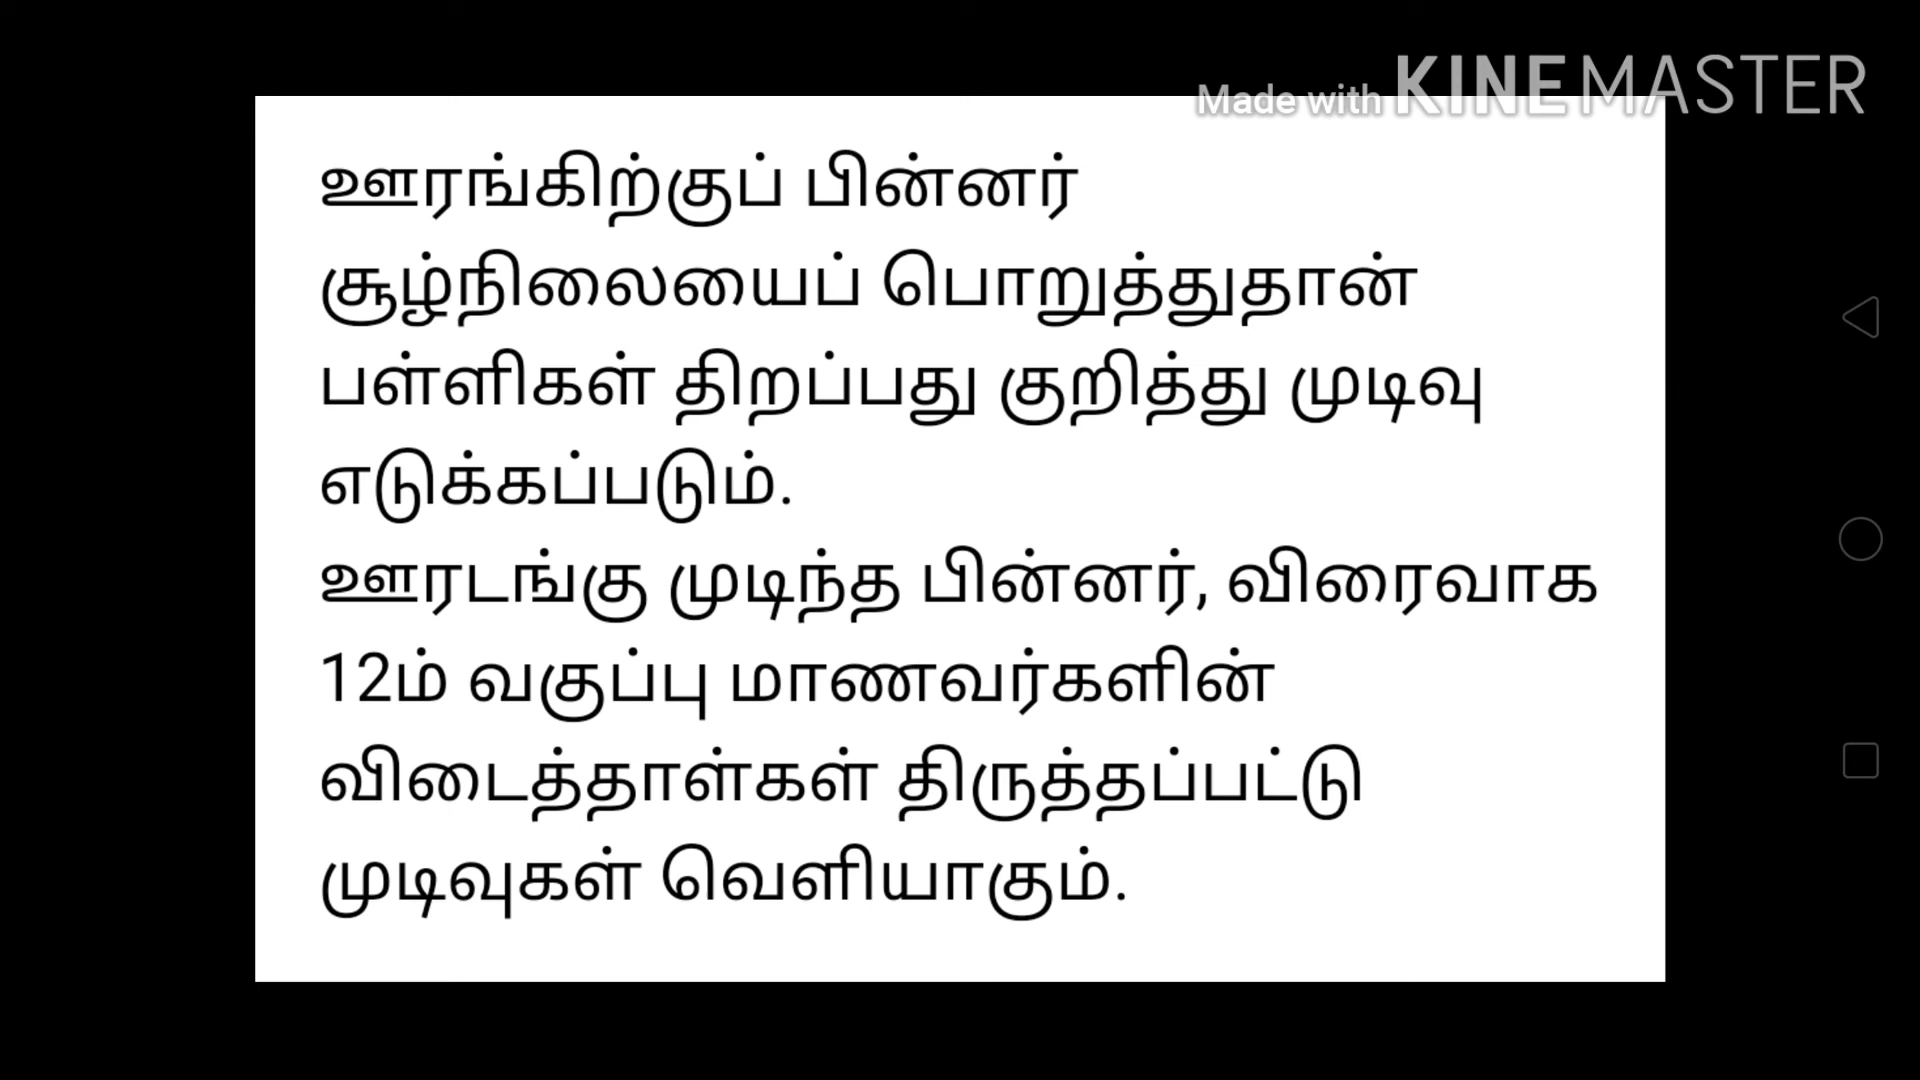 Made with KINEMASTER
ஊரங்கிற்குப் பின்னர்
சூழ்நிலையைப் பொறுத்துதான்
பள்ளிகள் திறப்பது குறித்து முடிவு
எடுக்கப்படும்.
ஊரடங்கு முடிந்த பின்னர், விரைவாக
12ம் வகுப்பு மாணவர்களின்
விடைத்தாள்கள் திருத்தப்பட்டு
முடிவுகள் வெளியாகும்.